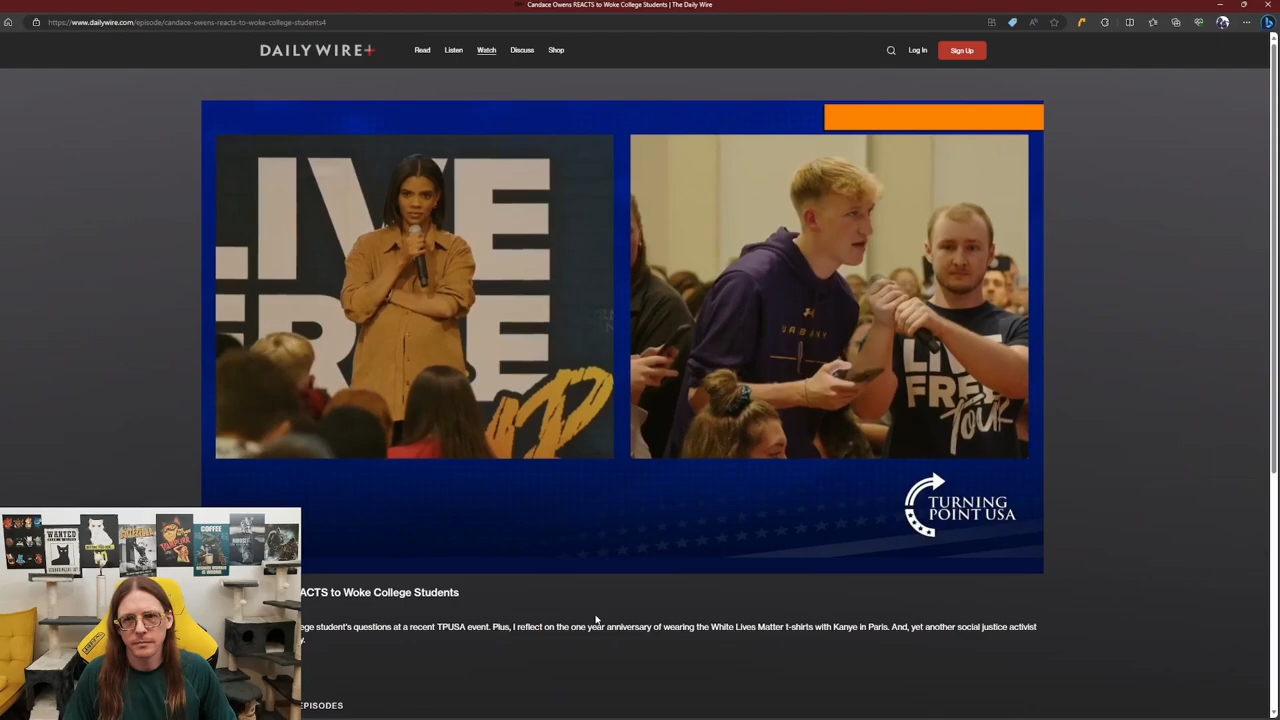 Candace Owens REACTS to Woke College Students | The Daily Wire
https://www.dailywire.com/episode/candace-owens-reacts-to-woke-college-students4
DAILYWIRE+
Read
Listen
Watch
Discuss
Shop
Log In
Sign Up
LIVE
FREE
UALBANY
LIVE
FREE
Tour
TURNING
POINT USA
WANTED
COFFEE
ACTS to Woke College Students
ege student's questions at a recent TPUSA event. Plus, I reflect on the one year anniversary of wearing the White Lives Matter t-shirts with Kanye in Paris. And, yet another social justice activist
EPISODES